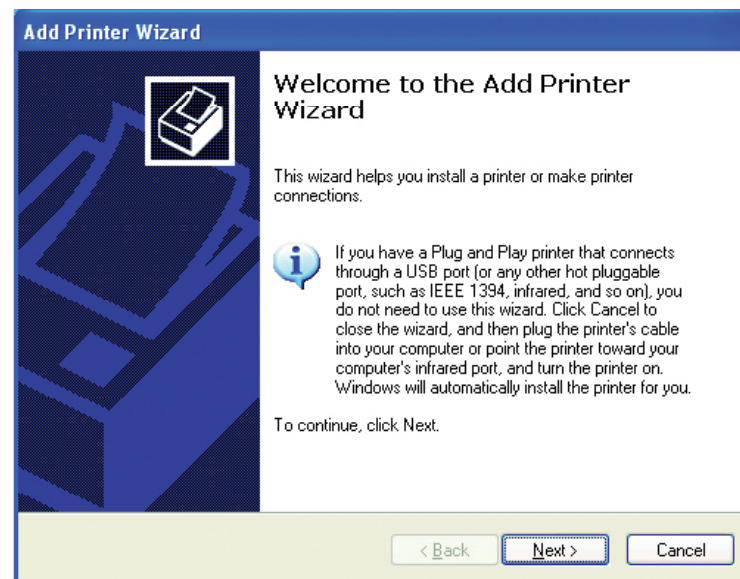 Add Printer Wizard
Welcome to the Add Printer
Wizard
This wizard helps you install a printer or make printer
connections.
If you have a Plug and Play printer that connects
through a USB port (or any other hot pluggable
port, such as IEEE 1394, infrared, and so on), you
do not need to use this wizard. Click Cancel to
close the wizard, and then plug the printer's cable
into your computer or point the printer toward your
computer's infrared port, and turn the printer on.
Windows will automatically install the printer for you.
To continue, click Next.
< Back Next > Cancel